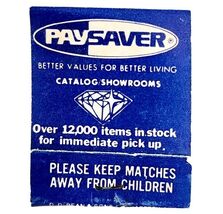 PAYSAVER
BETTER VALUES FOR BETTER LIVING
CATALOG SHOWROOMS
Over 12,000 items in stock
for immediate pick up.
PLEASE KEEP MATCHES
AWAY FROM CHILDREN